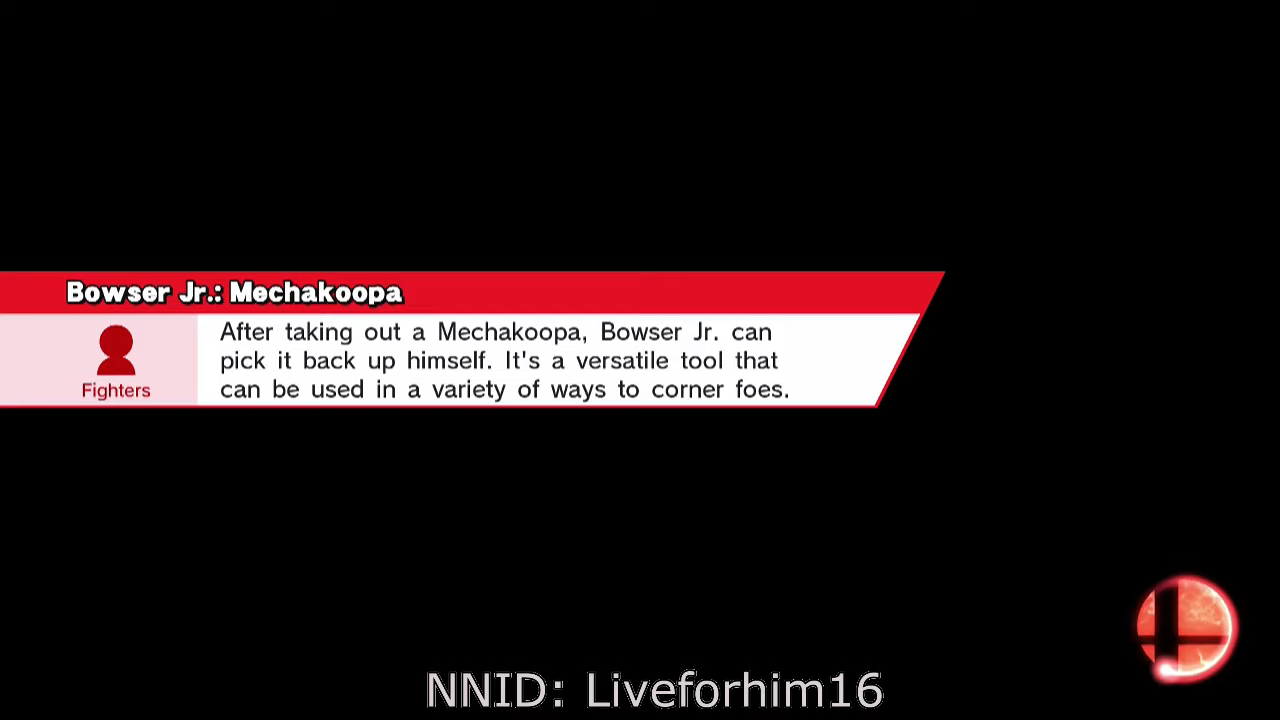 Bowser Jr.: Mechakoopa
After taking out a Mechakoopa, Bowser Jr. can
pick it back up himself. It's a versatile tool that
can be used in a variety of ways to corner foes.
Fighters
NNID: Liveforhim16